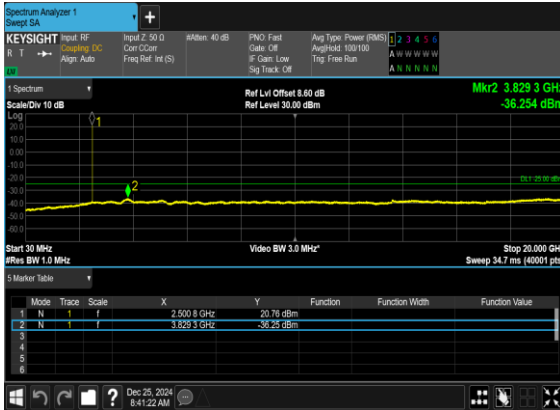 Spectrum Analyzer 1
Swept SA
+
KEYSIGHT Input: RF Input Z: 50 Ω #Atten: 40 dB PNO: Fast Avg Type: Power (RMS) 1 2 3 4 5 6
R T Coupling: DC Corr CCorr Gate: Off Avg|Hold: 100/100 A W W W W W
Align: Auto Freq Ref: Int (S) IF Gain: Low Trig: Free Run
Sig Track: Off A N N N N N
1 Spectrum Ref Lvl Offset 8.60 dB Mkr2 3.829 3 GHz
Scale/Div 10 dB Ref Level 30.00 dBm -36.254 dBm
Log
20.0
10.0
0.00
-10.0
-20.0
-30.0
-40.0
-50.0
-60.0
1
2
DL1 -25.00 dBm
Start 30 MHz Video BW 3.0 MHz* Stop 20.000 GHz
#Res BW 1.0 MHz Sweep 34.7 ms (40001 pts)
5 Marker Table
Mode Trace Scale X Y Function Function Width Function Value
1 N 1 f 2.500 8 GHz 20.76 dBm
2 N 1 f 3.829 3 GHz -36.25 dBm
3
4
5
6
? Dec 25, 2024
8:41:22 AM